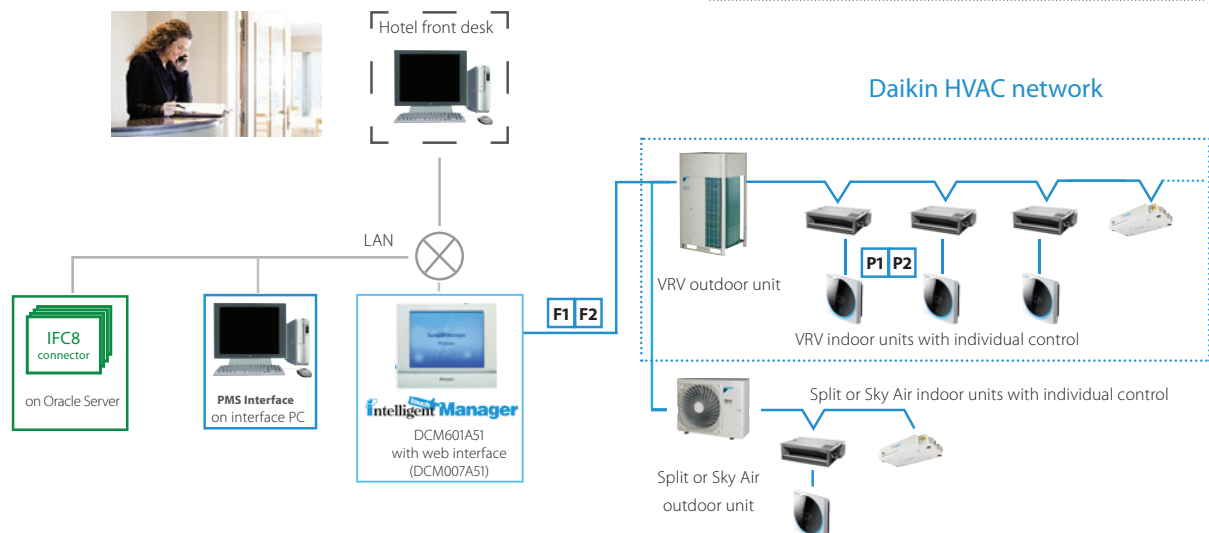 Hotel front desk
Daikin HVAC network
LAN
F1 F2
P1 P2
VRV outdoor unit
VRV indoor units with individual control
IFC8
connector
on Oracle Server
PMS Interface
on interface PC
intelligent touch Manager
DCM601A51
with web interface
(DCM007A51)
Split or Sky Air indoor units with individual control
Split or Sky Air
outdoor unit